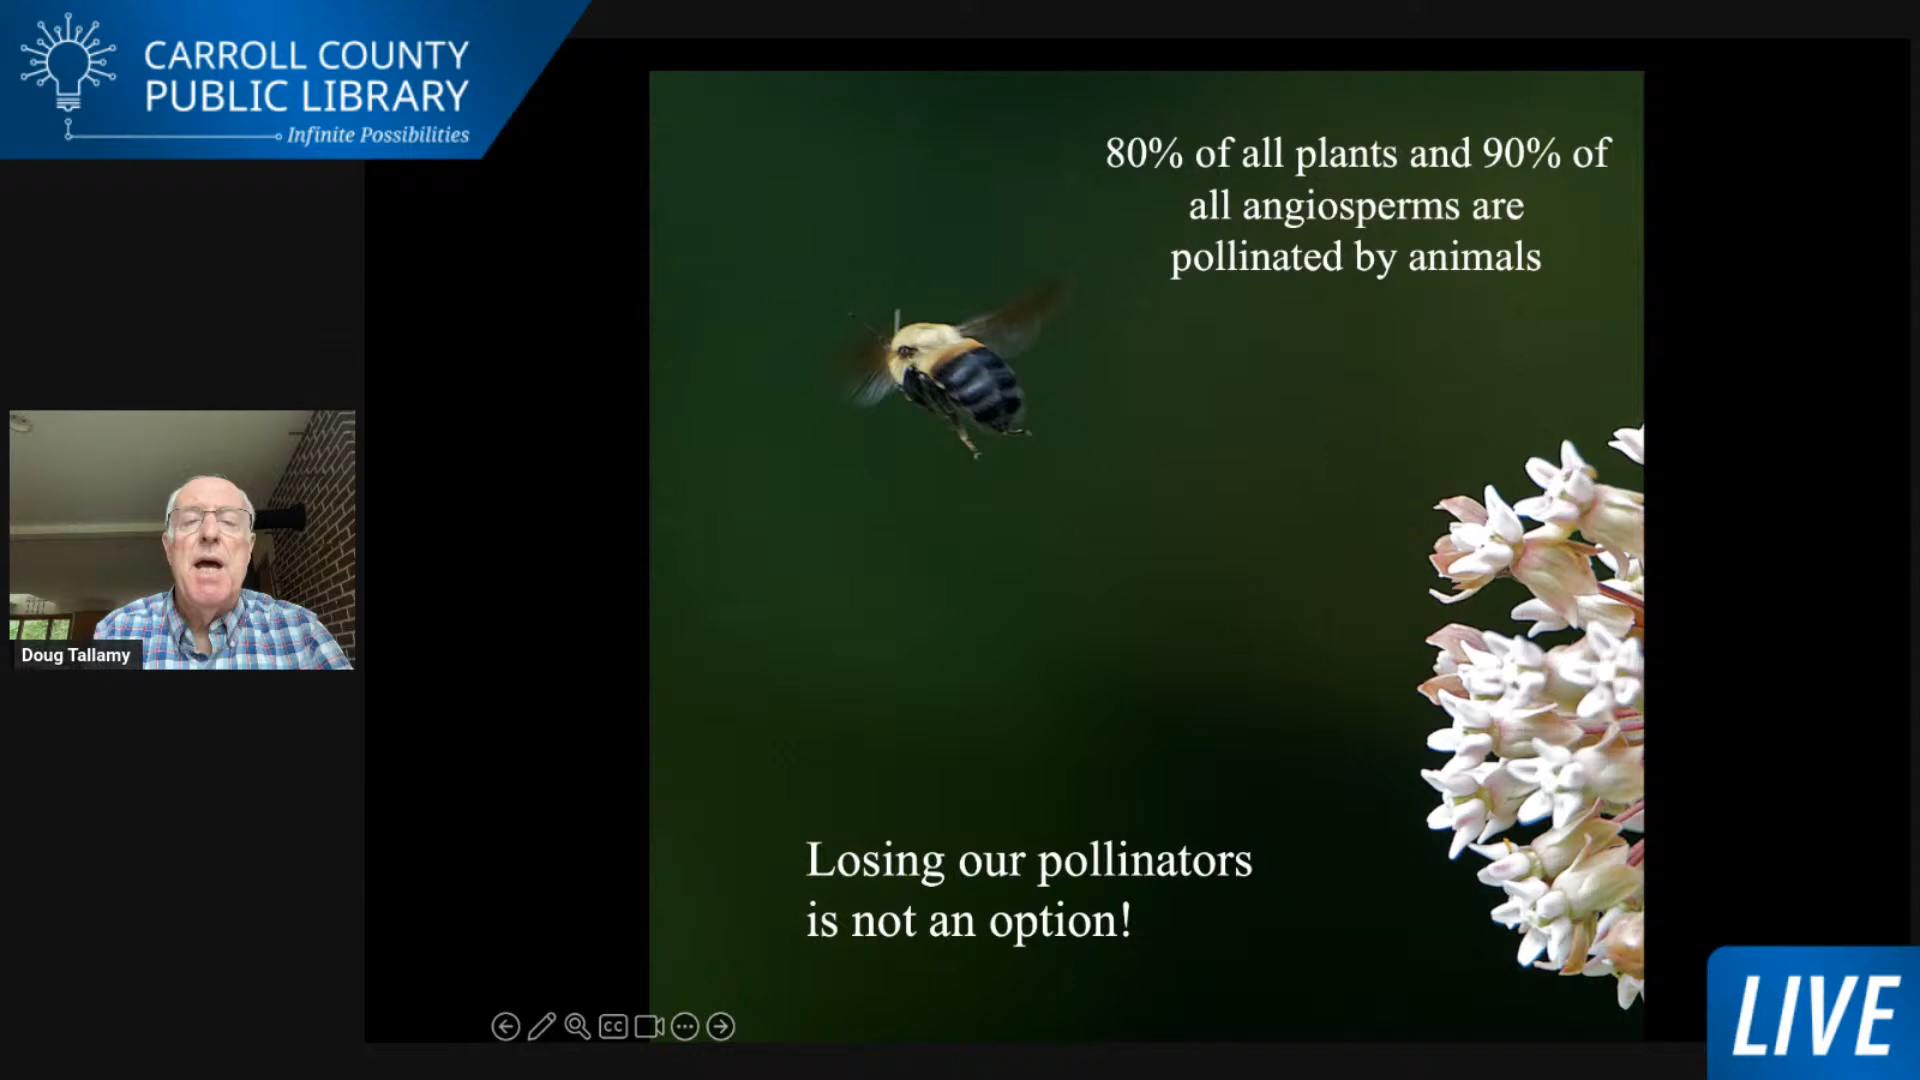 CARROLL COUNTY
PUBLIC LIBRARY
Infinite Possibilities
80% of all plants and 90% of
all angiosperms are
pollinated by animals
Doug Tallamy
Losing our pollinators
is not an option!
CC
LIVE